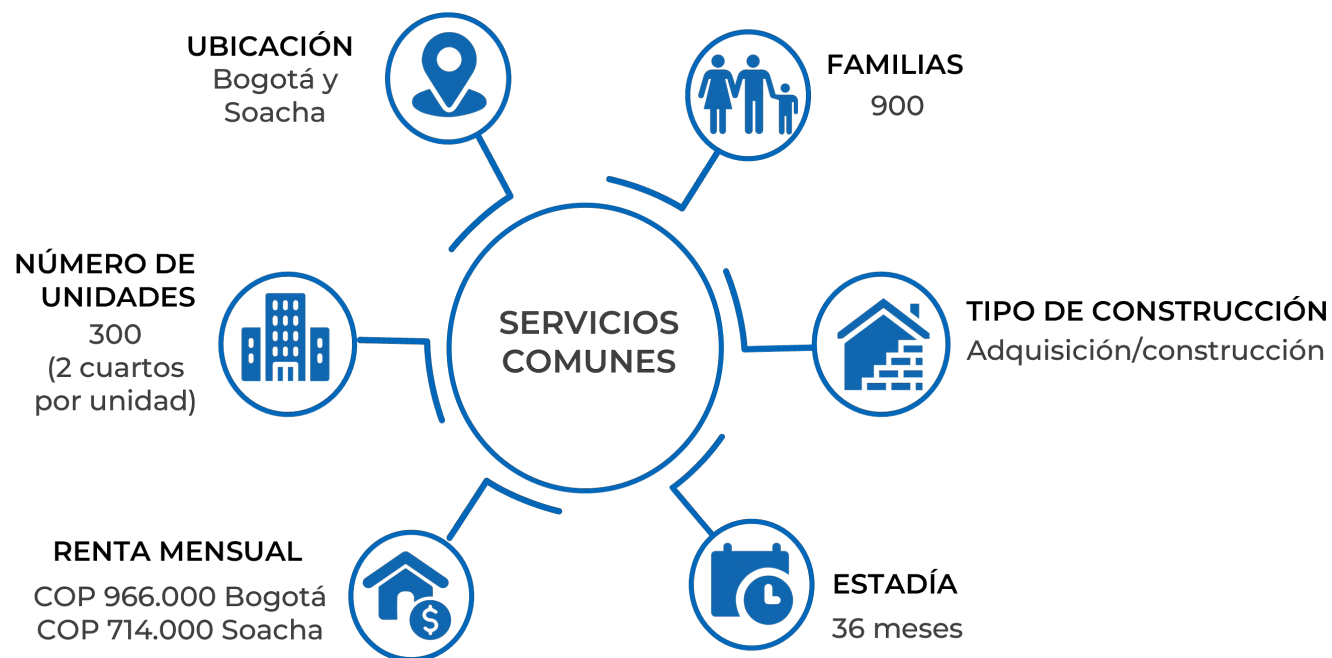 UBICACIÓN
Bogotá y
Soacha
FAMILIAS
900
NÚMERO DE
UNIDADES
300
(2 cuartos
por unidad)
SERVICIOS
COMUNES
TIPO DE CONSTRUCCIÓN
Adquisición/construcción
RENTA MENSUAL
COP 966.000 Bogotá
COP 714.000 Soacha
$
ESTADÍA
36 meses